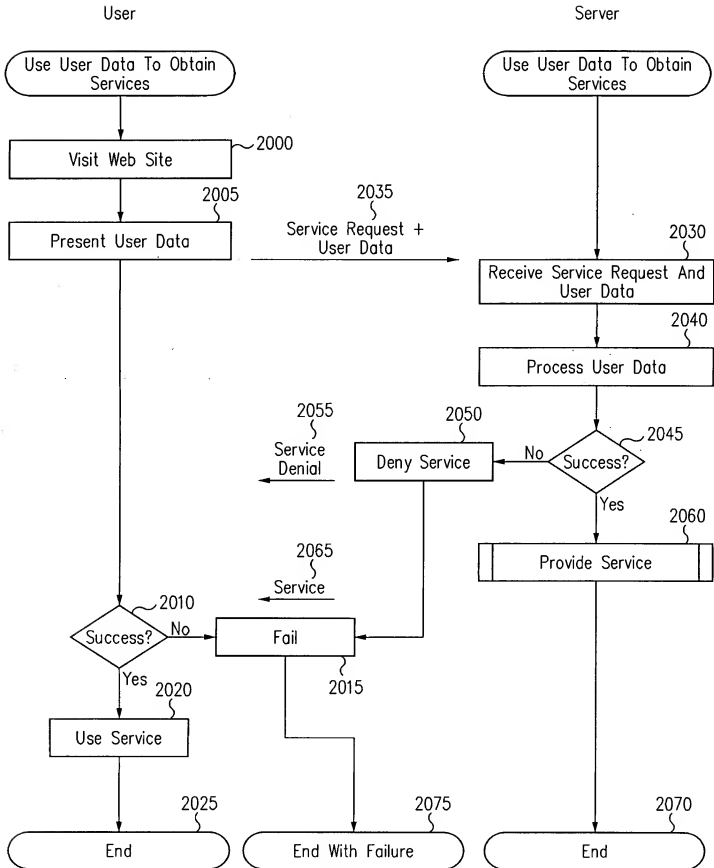 User
Server
Use User Data To Obtain
Services
Use User Data To Obtain
Services
2000
Visit Web Site
2005
Present User Data
2035
Service Request +
User Data
2030
Receive Service Request And
User Data
2040
Process User Data
2055
Service
Denial
2050
Deny Service
No
2045
Success?
Yes
2060
Provide Service
2065
Service
2010
Success?
No
Fail
2015
Yes
2020
Use Service
2025
End
2075
End With Failure
2070
End